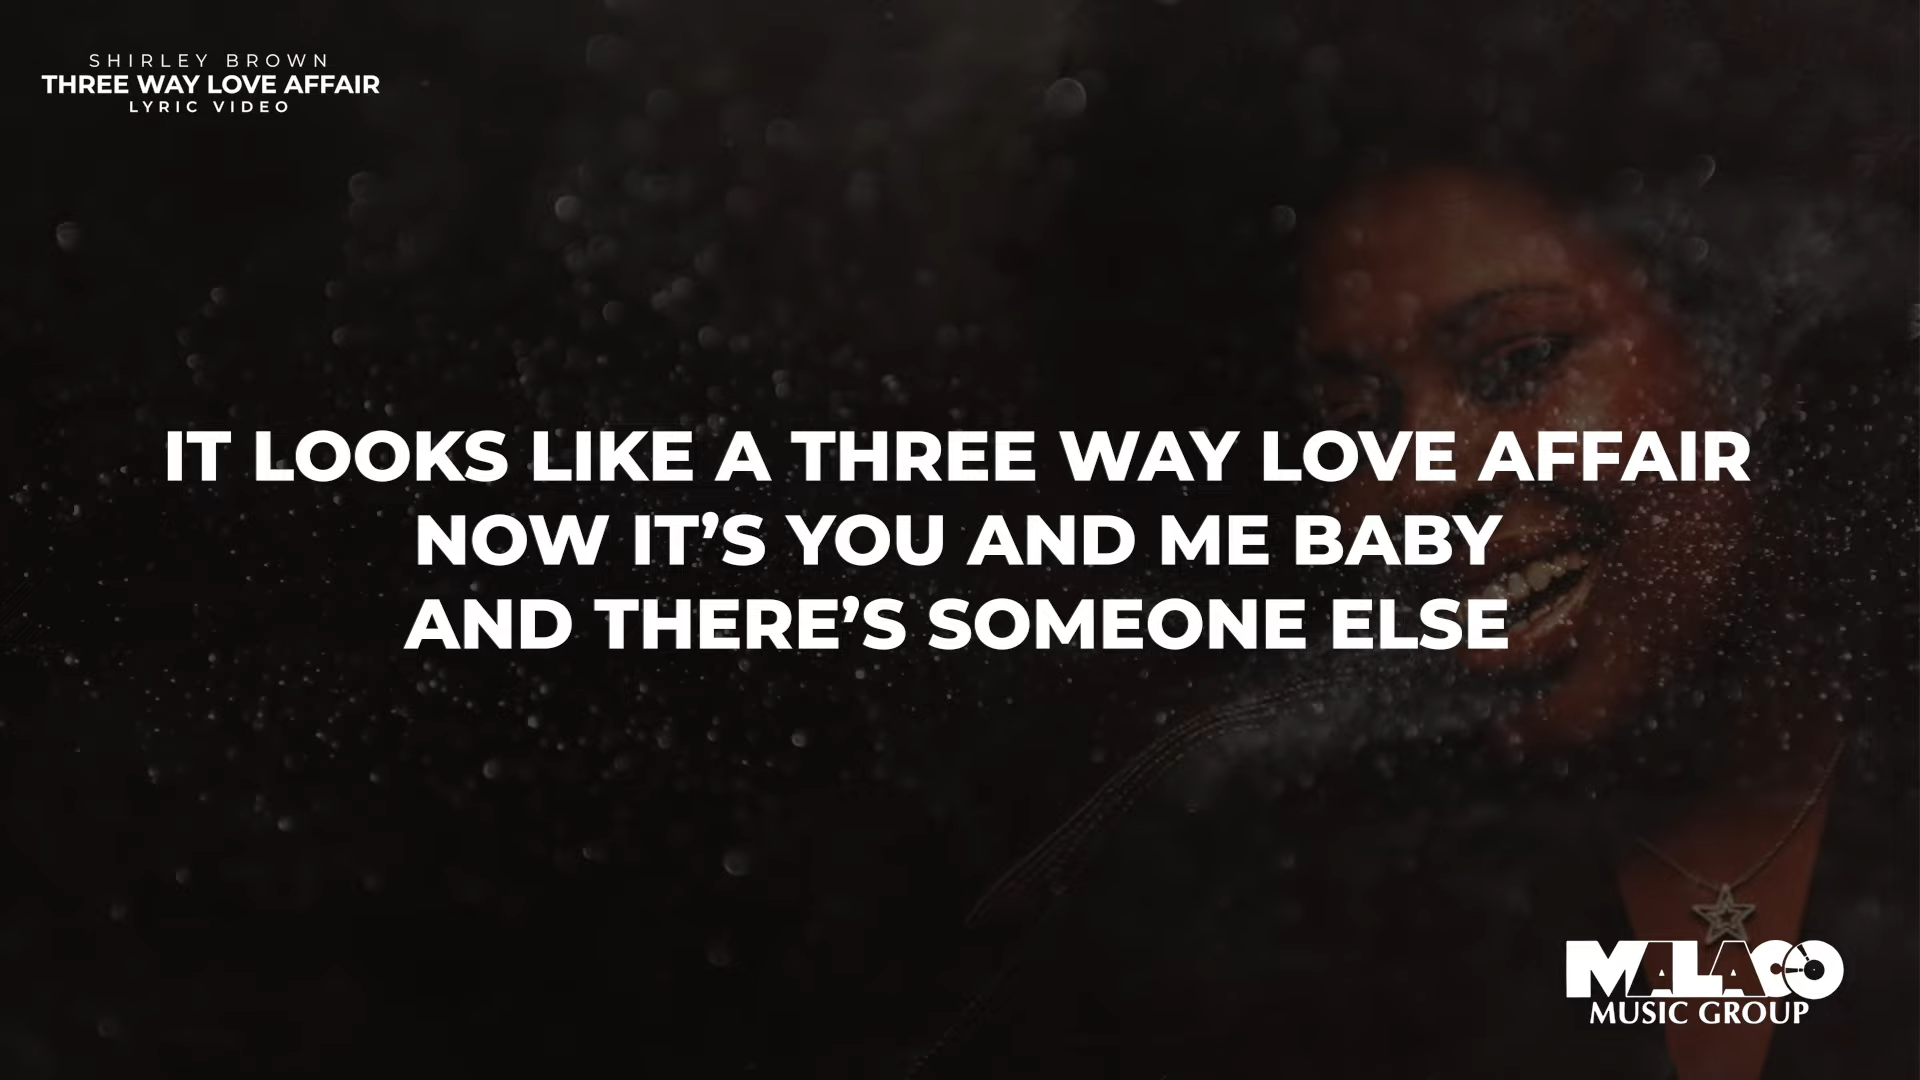 SHIRLEY BROWN
THREE WAY LOVE AFFAIR
LYRIC VIDEO
IT LOOKS LIKE A THREE WAY LOVE AFFAIR
NOW IT’S YOU AND ME BABY
AND THERE’S SOMEONE ELSE
MALACO
MUSIC GROUP